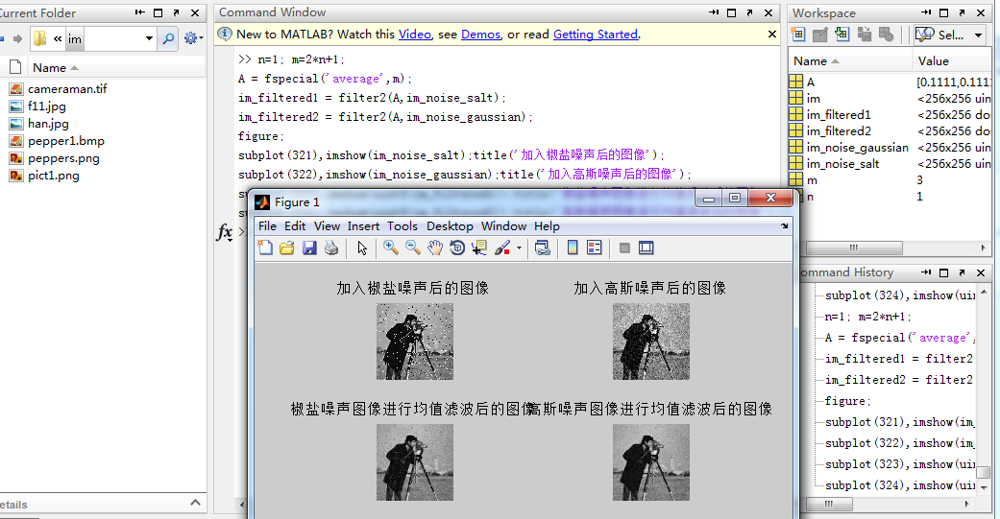 Current Folder
Command Window
Workspace
« im
New to MATLAB? Watch this Video, see Demos, or read Getting Started.
Sel...
Name
cameraman.tif
f11.jpg
han.jpg
pepper1.bmp
peppers.png
pict1.png
>> n=1; m=2*n+1;
A = fspecial('average',m);
im_filtered1 = filter2(A,im_noise_salt);
im_filtered2 = filter2(A,im_noise_gaussian);
figure;
subplot(321),imshow(im_noise_salt);title('加入椒盐噪声后的图像');
subplot(322),imshow(im_noise_gaussian);title('加入高斯噪声后的图像');
fx >
Name Value
A [0.1111,0.111
im <256x256 uin
im_filtered1 <256x256 do
im_filtered2 <256x256 do
im_noise_gaussian <256x256 uin
im_noise_salt <256x256 uin
m 3
n 1
Figure 1
File Edit View Insert Tools Desktop Window Help
加入椒盐噪声后的图像
加入高斯噪声后的图像
椒盐噪声图像进行均值滤波后的图像
高斯噪声图像进行均值滤波后的图像
ommand History
subplot(324),imshow(uin
n=1; m=2*n+1;
A = fspecial('average',
im_filtered1 = filter2
im_filtered2 = filter2
figure;
subplot(321),imshow(im_
subplot(322),imshow(im_
subplot(323),imshow(uin
subplot(324),imshow(uin
etails